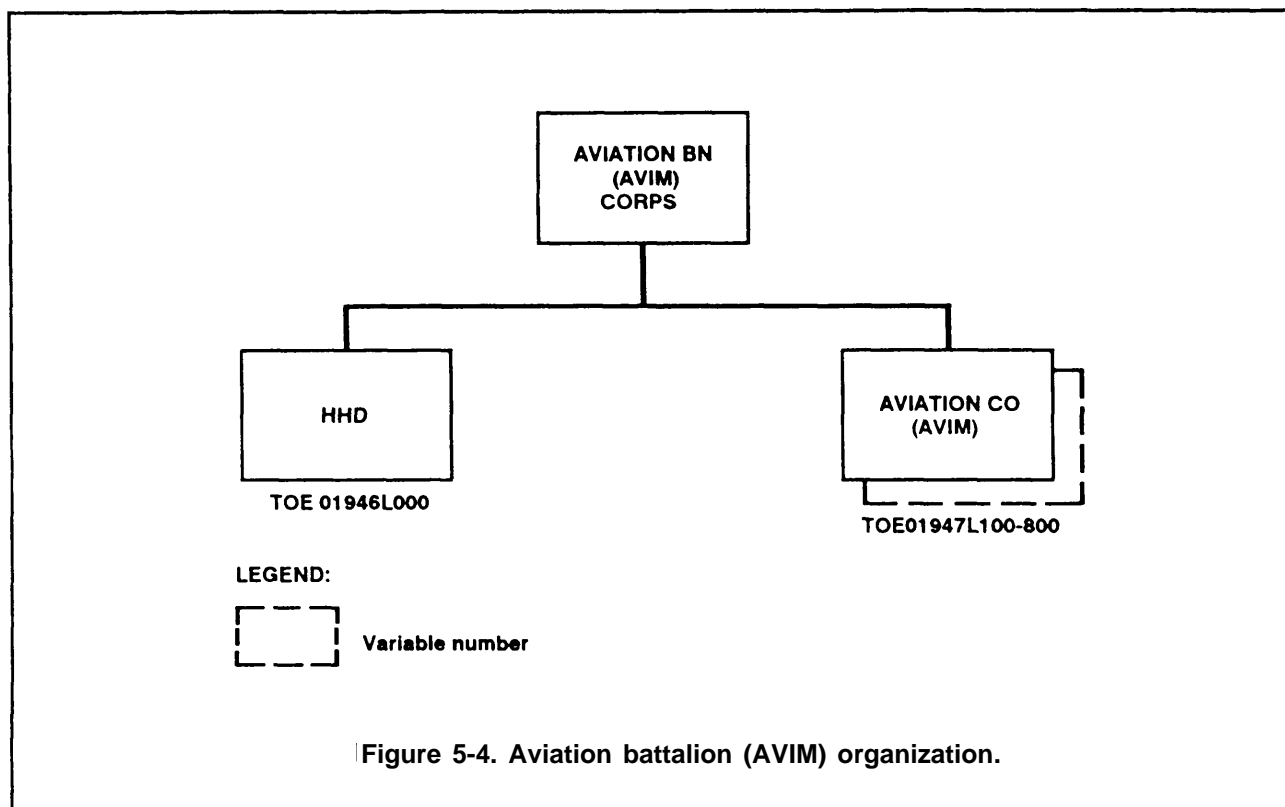 AVIATION BN
(AVIM)
CORPS
HHD
TOE 01946L000
AVIATION CO
(AVIM)
TOE01947L100-800
LEGEND:
Variable number
Figure 5-4. Aviation battalion (AVIM) organization.